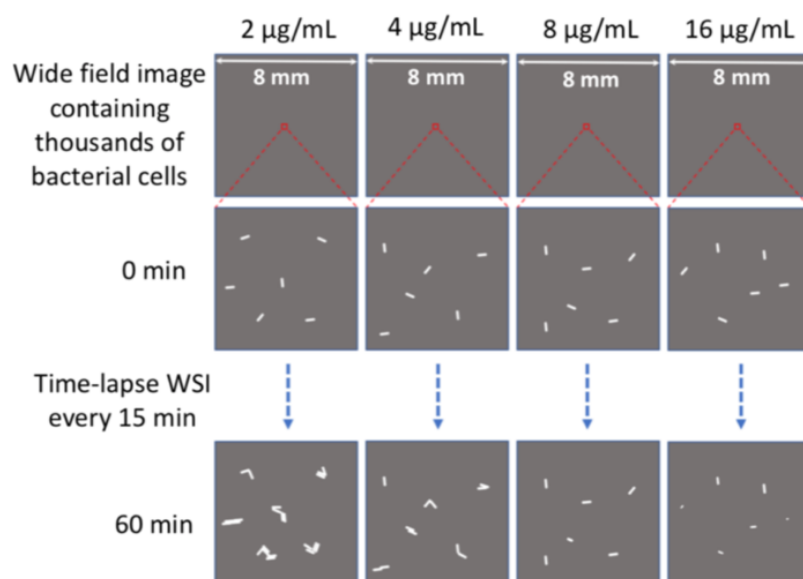 2 μg/mL 4 μg/mL 8 μg/mL 16 μg/mL
Wide field image
containing
thousands of
bacterial cells
8 mm 8 mm 8 mm 8 mm
0 min
Time-lapse WSI
every 15 min
60 min